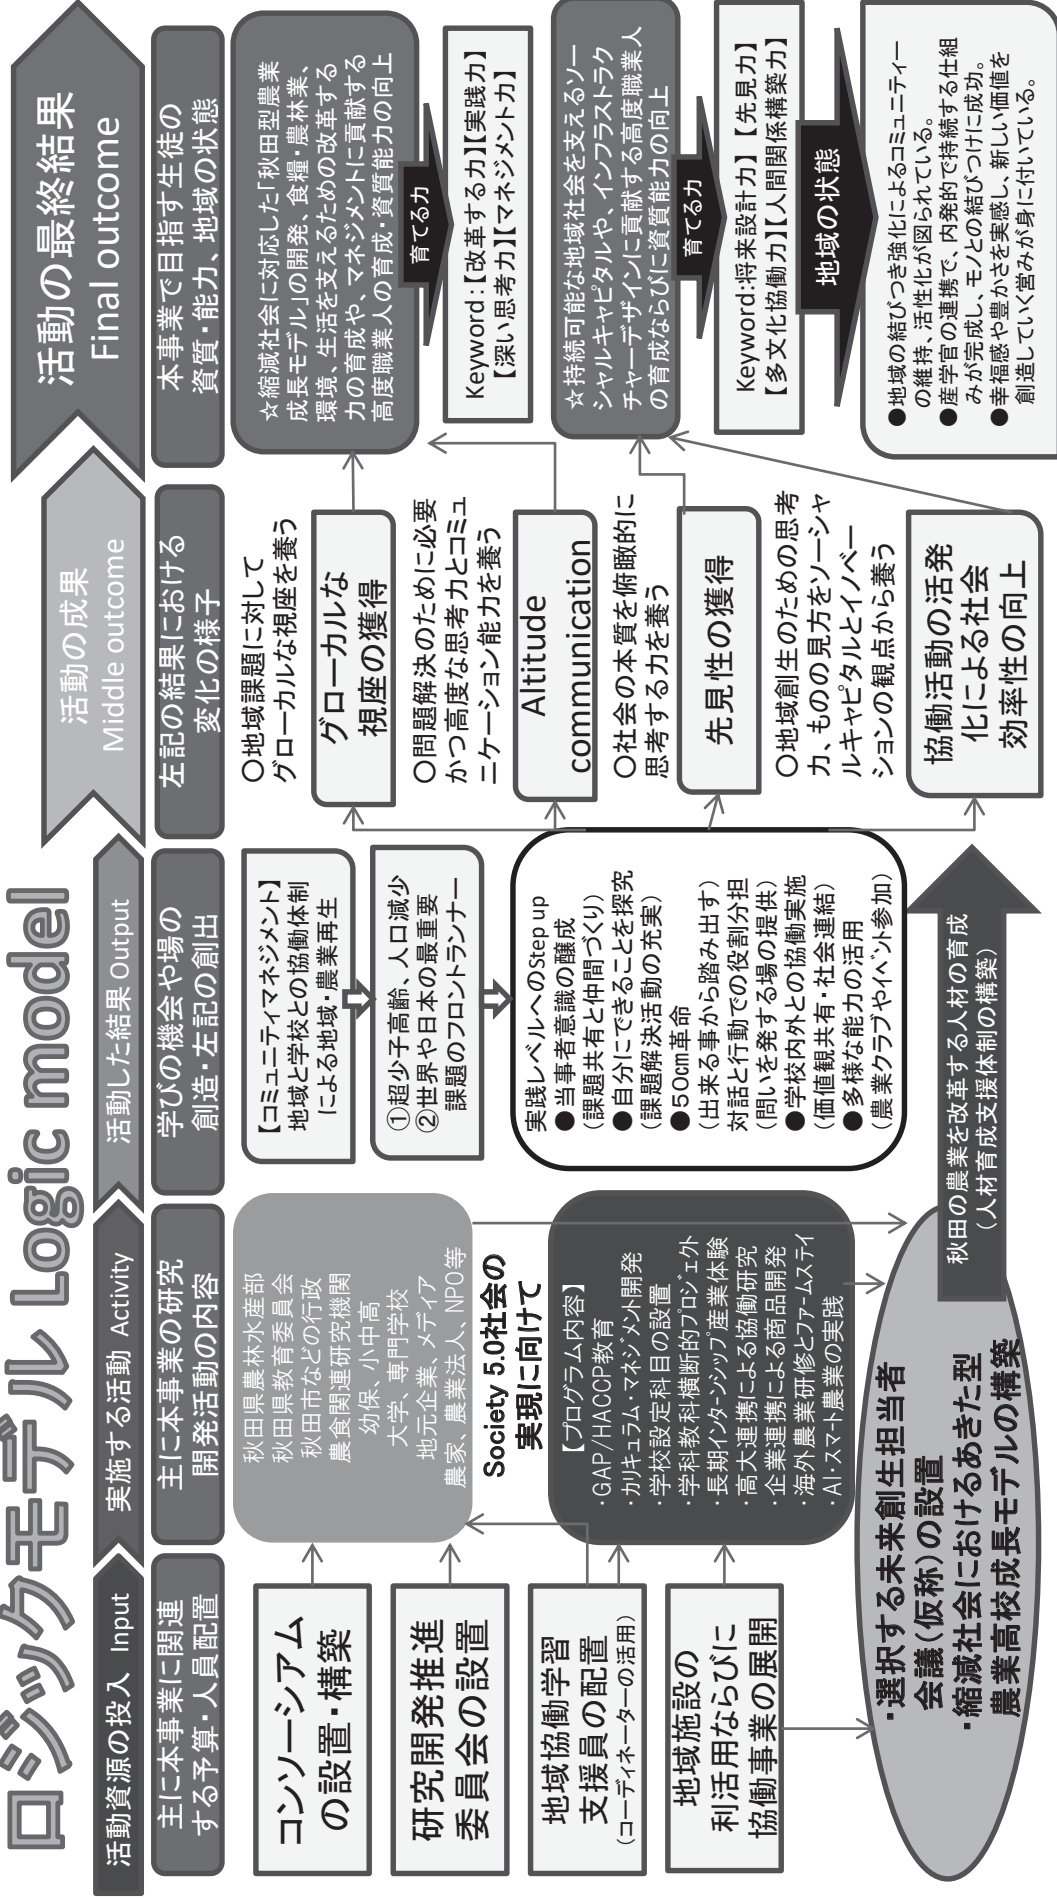 ロジックモデル Logic model
活動資源の投入 Input
主に本事業に関連
する予算・人員配置
コンソーシアム
の設置・構築
研究開発推進
委員会の設置
地域協働学習
支援員の配置
(コーディネーターの活用)
地域施設の
利活用ならびに
協働事業の展開
実施する活動 Activity
主に本事業の研究
開発活動の内容
秋田県農林水産部
秋田県教育委員会
秋田市などの行政
農食関連研究機関
幼保、小中高
大学、専門学校
地元企業、メディア
農家、農業法人、NPO等
Society 5.0社会の
実現に向けて
【プログラム内容】
・GAP/HACCP教育
・カリキュラム・マネジメント開発
・学校設定科目の設置
・学科教科横断的プロジェクト
・長期インターンシップ産業体験
・高大連携による協働研究
・企業連携による商品開発
・海外農業研修とファームステイ
・AI・スマート農業の実践
・選択する未来創生担当者
会議(仮称)の設置
・縮減社会におけるあきた型
農業高校成長モデルの構築
活動した結果 Output
学びの機会や場の
創造・左記の創出
【コミュニティマネジメント】
地域と学校との協働体制
による地域・農業再生
①超少子高齢、人口減少
②世界や日本の最重要
課題のフロントランナー
実践レベルへのStep up
●当事者意識の醸成
(課題共有と仲間づくり)
●自分にできることを探究
(課題解決活動の充実)
●50cm革命
(出来る事から踏み出す)
対話と行動での役割分担
(問いを発する場の提供)
●学校内外との協働実施
(価値観共有・社会連結)
●多様な能力の活用
(農業クラブやイベント参加)
秋田の農業を改革する人材の育成
(人材育成支援体制の構築)
活動の成果
Middle outcome
左記の結果における
変化の様子
○地域課題に対して
グローカルな視座を養う
グローカルな
視座の獲得
○問題解決のために必要
かつ高度な思考力とコミュ
ニケーション能力を養う
Altitude
communication
○社会の本質を俯瞰的に
思考する力を養う
先見性の獲得
○地域創生のための思考
力、ものの見方をソーシャ
ルキャピタルとイノベー
ションの観点から養う
協働活動の活発
化による社会
効率性の向上
活動の最終結果
Final outcome
本事業で目指す生徒の
資質・能力、地域の状態
☆縮減社会に対応した「秋田型農業
成長モデル」の開発、食糧・農林業、
環境、生活を支えるための改革する
力の育成や、マネジメントに貢献する
高度職業人の育成・資質能力の向上
育てる力
Keyword:【改革する力】【実践力】
【深い思考力】【マネジメント力】
☆持続可能な地域社会を支えるソー
シャルキャピタルや、インフラストラク
チャーデザインに貢献する高度職業人
の育成ならびに資質能力の向上
育てる力
Keyword:将来設計力】【先見力】
【多文化協働力】【人間関係構築力】
地域の状態
●地域の結びつき強化によるコミュニティー
の維持、活性化が図られている。
●産学官の連携で、内発的で持続する仕組
みが完成し、モノとの結びつけに成功。
●幸福感や豊かさを実感し、新しい価値を
創造していく営みが身に付いている。